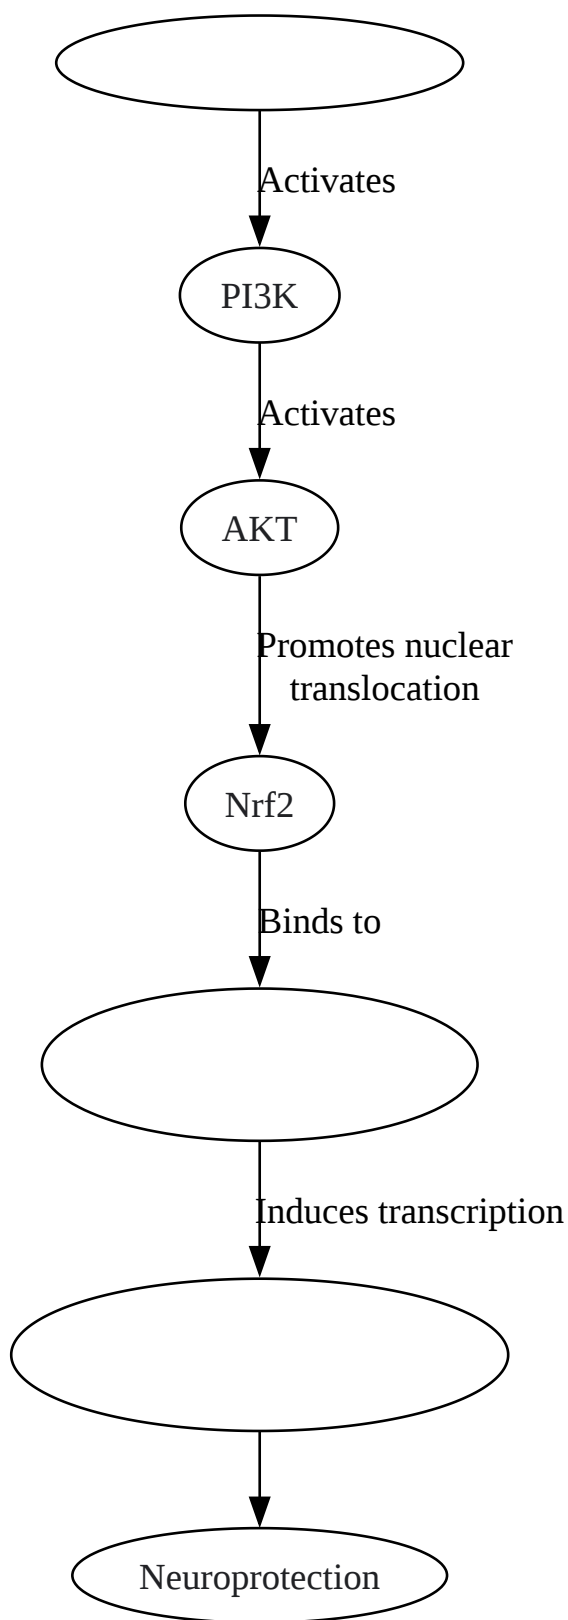 Activates
PI3K
Activates
AKT
Promotes nuclear
translocation
Nrf2
Binds to
Induces transcription
Neuroprotection